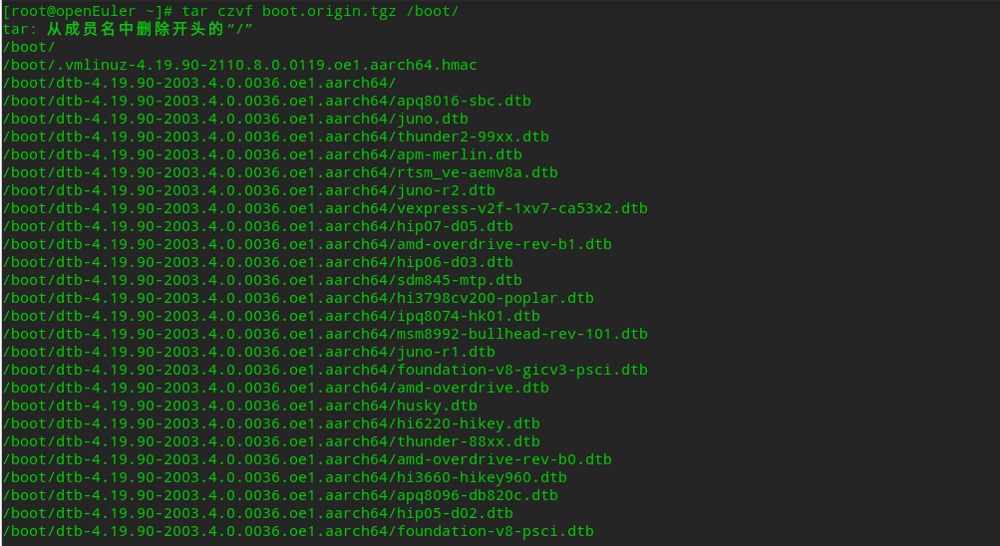 [root@openEuler ~]# tar czvf boot.origin.tgz /boot/
tar: 从成员名中删除开头的“/”
/boot/
/boot/.vmlinuz-4.19.90-2110.8.0.0119.oe1.aarch64.hmac
/boot/dtb-4.19.90-2003.4.0.0036.oe1.aarch64/
/boot/dtb-4.19.90-2003.4.0.0036.oe1.aarch64/apq8016-sbc.dtb
/boot/dtb-4.19.90-2003.4.0.0036.oe1.aarch64/juno.dtb
/boot/dtb-4.19.90-2003.4.0.0036.oe1.aarch64/thunder2-99xx.dtb
/boot/dtb-4.19.90-2003.4.0.0036.oe1.aarch64/apm-merlin.dtb
/boot/dtb-4.19.90-2003.4.0.0036.oe1.aarch64/rtsm_ve-aemv8a.dtb
/boot/dtb-4.19.90-2003.4.0.0036.oe1.aarch64/juno-r2.dtb
/boot/dtb-4.19.90-2003.4.0.0036.oe1.aarch64/vexpress-v2f-1xv7-ca53x2.dtb
/boot/dtb-4.19.90-2003.4.0.0036.oe1.aarch64/hip07-d05.dtb
/boot/dtb-4.19.90-2003.4.0.0036.oe1.aarch64/amd-overdrive-rev-b1.dtb
/boot/dtb-4.19.90-2003.4.0.0036.oe1.aarch64/hip06-d03.dtb
/boot/dtb-4.19.90-2003.4.0.0036.oe1.aarch64/sdm845-mtp.dtb
/boot/dtb-4.19.90-2003.4.0.0036.oe1.aarch64/hi3798cv200-poplar.dtb
/boot/dtb-4.19.90-2003.4.0.0036.oe1.aarch64/ipq8074-hk01.dtb
/boot/dtb-4.19.90-2003.4.0.0036.oe1.aarch64/msm8992-bullhead-rev-101.dtb
/boot/dtb-4.19.90-2003.4.0.0036.oe1.aarch64/juno-r1.dtb
/boot/dtb-4.19.90-2003.4.0.0036.oe1.aarch64/foundation-v8-gicv3-psci.dtb
/boot/dtb-4.19.90-2003.4.0.0036.oe1.aarch64/amd-overdrive.dtb
/boot/dtb-4.19.90-2003.4.0.0036.oe1.aarch64/husky.dtb
/boot/dtb-4.19.90-2003.4.0.0036.oe1.aarch64/hi6220-hikey.dtb
/boot/dtb-4.19.90-2003.4.0.0036.oe1.aarch64/thunder-88xx.dtb
/boot/dtb-4.19.90-2003.4.0.0036.oe1.aarch64/amd-overdrive-rev-b0.dtb
/boot/dtb-4.19.90-2003.4.0.0036.oe1.aarch64/hi3660-hikey960.dtb
/boot/dtb-4.19.90-2003.4.0.0036.oe1.aarch64/apq8096-db820c.dtb
/boot/dtb-4.19.90-2003.4.0.0036.oe1.aarch64/hip05-d02.dtb
/boot/dtb-4.19.90-2003.4.0.0036.oe1.aarch64/foundation-v8-psci.dtb